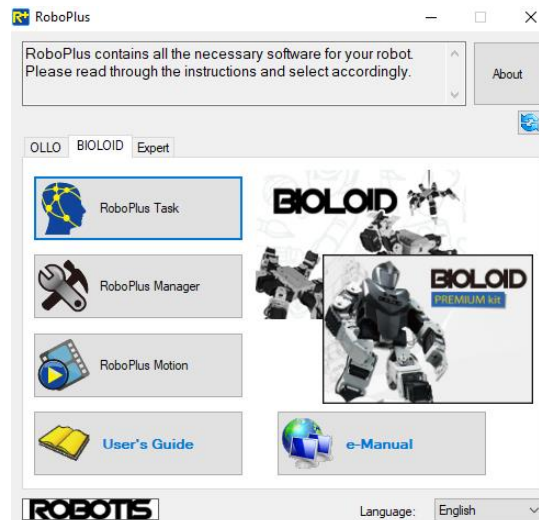 RoboPlus
RoboPlus contains all the necessary software for your robot.
Please read through the instructions and select accordingly.
About
OLLO BIOLOID Expert
RoboPlus Task
BIOLOID
RoboPlus Manager
BIOLOID
PREMIUM kit
RoboPlus Motion
User's Guide
e-Manual
ROBOTIS
Language: English